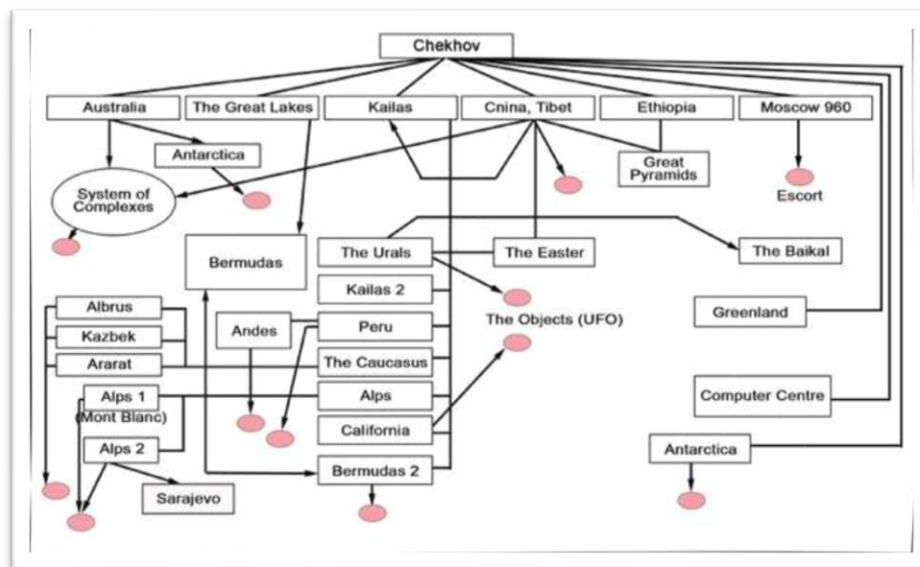 Chekhov
Australia
The Great Lakes
Kailas
Cnina, Tibet
Ethiopia
Moscow 960
Antarctica
Great
Pyramids
System of
Complexes
Escort
Bermudas
The Urals
The Easter
The Baikal
Kailas 2
Albrus
Greenland
Andes
Peru
The Objects (UFO)
Kazbek
Ararat
The Caucasus
Alps 1
(Mont Blanc)
Alps
Computer Centre
California
Alps 2
Antarctica
Bermudas 2
Sarajevo